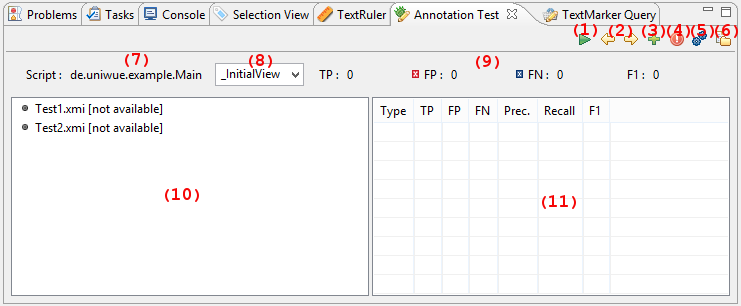 Problems Tasks Console Selection View TextRuler Annotation Test TextMarker Query
(1) (2) (3) (4) (5) (6)
(7) (8) (9)
Script : de.uniwue.example.Main _InitialView TP : 0 FP : 0 FN : 0 F1 : 0
Test1.xmi [not available] Type TP FP FN Prec. Recall F1
Test2.xmi [not available]
(10) (11)